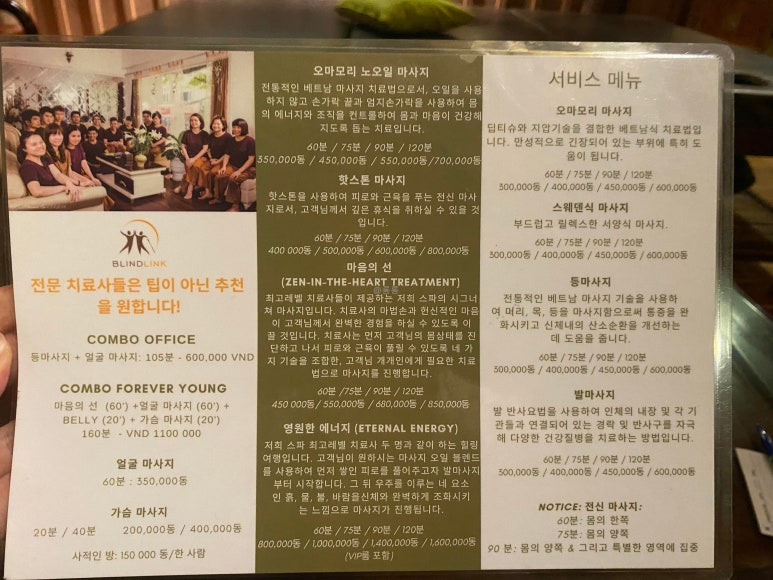 BLINDLINK
전문 치료사들은 팁이 아닌 추천
을 원합니다!
COMBO OFFICE
등마사지 + 얼굴 마사지: 105분 - 600,000 VND
COMBO FOREVER YOUNG
마음의 선 (60') +얼굴 마사지 (60') +
BELLY (20') + 가슴 마사지 (20')
160분 - VND 1100 000
얼굴 마사지
60분 : 350,000동
가슴 마사지
20분 / 40분 200,000동 / 400,000동
사적인 방: 150 000 동/한 사람
오마모리 노오일 마사지
전통적인 베트남 마사지 치료법으로서, 오일을 사용
하지 않고 손가락 끝과 엄지손가락을 사용하여 몸
의 에너지와 조직을 컨트롤하여 몸과 마음이 건강해
지도록 돕는 치료입니다.
60분 / 75분 / 90분 / 120분
350,000동 / 450,000동 / 550,000동/700,000동
핫스톤 마사지
핫스톤을 사용하여 피로와 근육을 푸는 전신 마사
지로서, 고객님께서 깊은 휴식을 취하실 수 있을 것
입니다.
60분 / 75분 / 90분 / 120분
400 000동 / 500,000동 / 600,000동 / 800,000동
마음의 선
(ZEN-IN-THE-HEART TREATMENT)
최고레벨 치료사들이 제공하는 저희 스파의 시그너
쳐 마사지입니다. 치료사의 마법손과 헌신적인 마음
이 고객님께서 완벽한 경험을 하실 수 있도록 이
끌 것입니다. 치료사는 먼저 고객님의 몸상태를 진
단하고 나서 피로와 근육이 풀릴 수 있도록 네 가
지 기술을 조합한, 고객님 개개인에게 필요한 치료
법으로 마사지를 진행합니다.
60분 /75분 / 90분 / 120분
450 000동 / 550,000동 / 680,000동 / 850,000동
영원한 에너지 (ETERNAL ENERGY)
저희 스파 최고레벨 치료사 두 명과 같이 하는 힐링
여행입니다. 고객님이 원하시는 마사지 오일 블렌드
를 사용하여 먼저 쌓인 피로를 풀어주고자 발마사지
부터 시작합니다. 그 뒤 우주를 이루는 네 요소
인 흙, 물, 불, 바람을신체와 완벽하게 조화시키
는 느낌으로 마사지가 진행됩니다.
60분 / 75분 / 90분 / 120분
800,000동 / 1,000,000동 / 1,400,000동 / 1,600,000동
(VIP룸 포함)
서비스 메뉴
오마모리 마사지
딥티슈와 지압기술을 결합한 베트남식 치료법입
니다. 만성적으로 긴장되어 있는 부위에 특히 도
움이 됩니다.
60분 / 75분 / 90분 / 120분
300,000동 / 400,000동 / 450,000동 / 600,000동
스웨덴식 마사지
부드럽고 릴렉스한 서양식 마사지.
60분 / 75분 / 90분 / 120분
300,000동 / 400,000동 / 450,000동 / 600,000동
등마사지
전통적인 베트남 마사지 기술을 사용하
여 머리, 목, 등을 마사지함으로써 통증을 완
화시키고 신체내의 산소순환을 개선하는
데 도움을 줍니다.
60분 / 75분 / 90분 / 120분
300,000동 / 400,000동 / 450,000동 / 600,000동
발마사지
발 반사요법을 사용하여 인체의 내장 및 각 기
관들과 연결되어 있는 경락 및 반사구를 자극
해 다양한 건강질병을 치료하는 방법입니다.
60분 / 75분 / 90분 / 120분
300,000동 / 400,000동 / 450,000동 / 600,000동
NOTICE: 전신 마사지:
60분: 몸의 한쪽
75분: 몸의 양쪽
90 분: 몸의 양쪽 & 그리고 특별한 영역에 집중